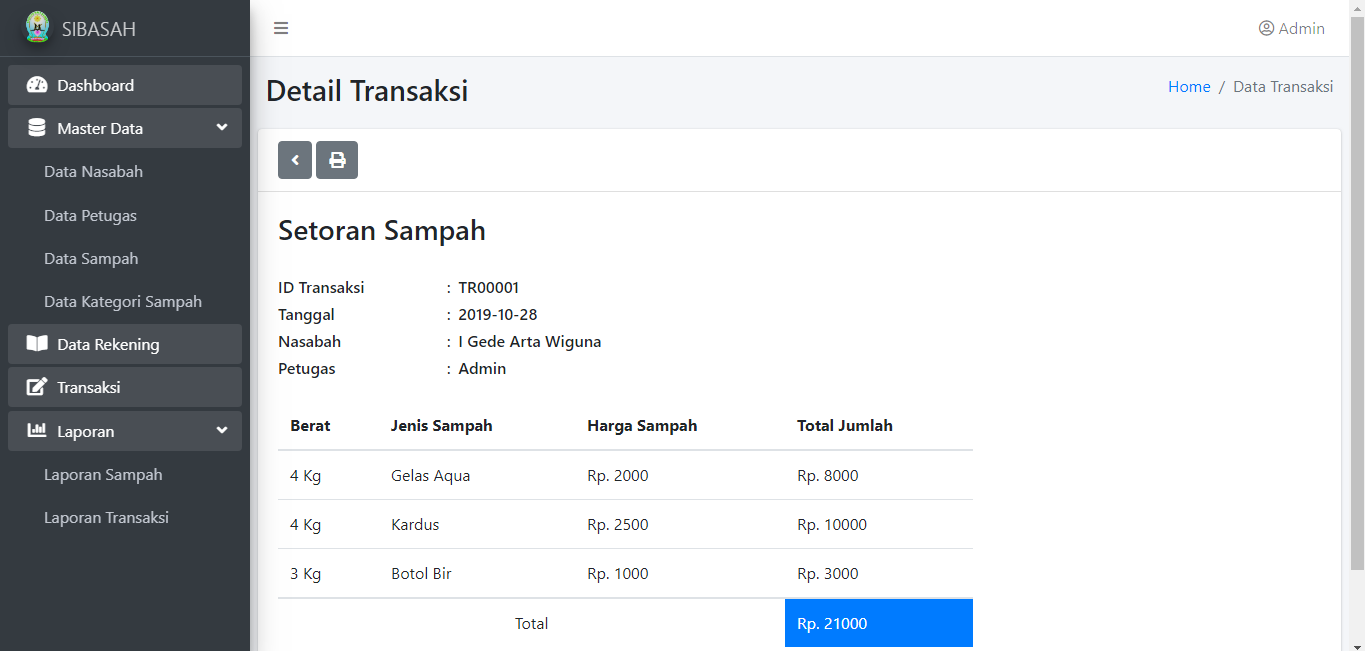 SIBASAH
Admin
Dashboard
Master Data
Data Nasabah
Data Petugas
Data Sampah
Data Kategori Sampah
Data Rekening
Transaksi
Laporan
Laporan Sampah
Laporan Transaksi
Detail Transaksi
Home / Data Transaksi
Setoran Sampah
ID Transaksi : TR00001
Tanggal : 2019-10-28
Nasabah : I Gede Arta Wiguna
Petugas : Admin
Berat Jenis Sampah Harga Sampah Total Jumlah
4 Kg Gelas Aqua Rp. 2000 Rp. 8000
4 Kg Kardus Rp. 2500 Rp. 10000
3 Kg Botol Bir Rp. 1000 Rp. 3000
Total Rp. 21000